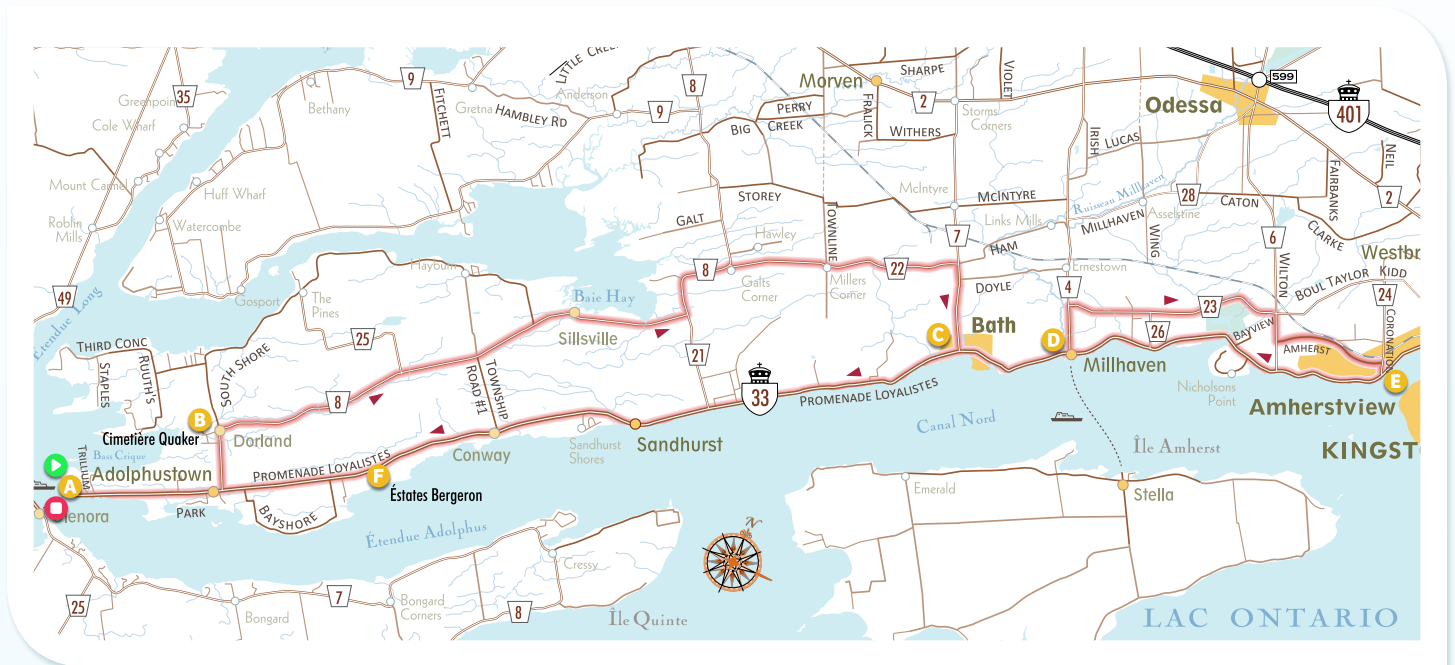 LITTLE CREE
9
FITCHETT
Bethany
Greenpoint
35
Cole Wharf
Gretna
HAMBLEY RD
Anderson
9
8
Morven
SHARPE
2
FRALICK
WITHERS
PERRY
BIG CREEK
VIOLET
Storms Corners
IRISH
LUCAS
Odessa
599
401
NEIL
FAIRBANKS
2
Mount Carmel
Huff Wharf
Roblin Mills
Watercombe
STOREY
GALT
Hawley
TOWNLINE
McIntyre
McINTYRE
Links Mills
Ruisseau Millhaven
MILLHAVEN
Asselstine
28
CATON
WING
CLARKE
6
WILTON
Westbr
BOUL TAYLOR KIDD
24
CORONATION
7
HAM
Ernestown
DOYLE
4
49
Étendue Long
Gosport
Hayburn
The Pines
25
Baie Hay
Sillsville
8
Galts Corner
Millers Corner
22
23
26
BAYVIEW
AMHERST
THIRD CONC
STAPLES
RUUTH'S
SOUTH SHORE
8
TOWNSHIP ROAD #1
21
33
C
Bath
D
Millhaven
Nicholsons Point
E
Amherstview
KINGST
B
Cimetière Quaker
Dorland
Bass Crique
TRILLIUM
Adolphustown
A
Glenora
PARK
BAYSHORE
PROMENADE LOYALISTES
F
Éstates Bergeron
Conway
Sandhurst Shores
Sandhurst
PROMENADE LOYALISTES
Canal Nord
Île Amherst
Étendue Adolphus
Emerald
Stella
N
Cressy
25
Bongard
7
Bongard Corners
8
Île Quinte
LAC ONTARIO